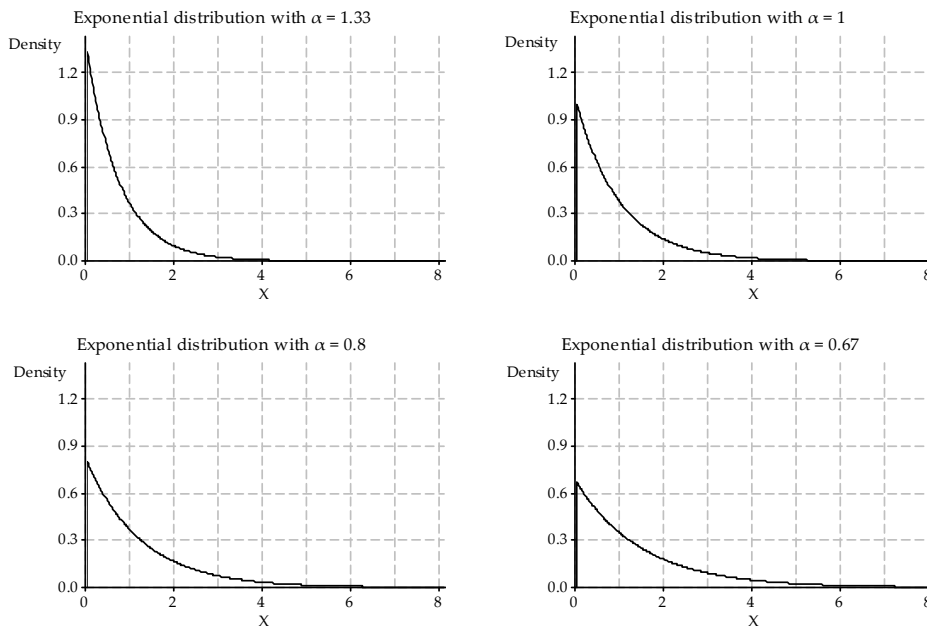 Exponential distribution with α = 1.33
Density
1.2
0.9
0.6
0.3
0.0
0 2 4 6 8
X
Exponential distribution with α = 1
Density
1.2
0.9
0.6
0.3
0.0
0 2 4 6 8
X
Exponential distribution with α = 0.8
Density
1.2
0.9
0.6
0.3
0.0
0 2 4 6 8
X
Exponential distribution with α = 0.67
Density
1.2
0.9
0.6
0.3
0.0
0 2 4 6 8
X